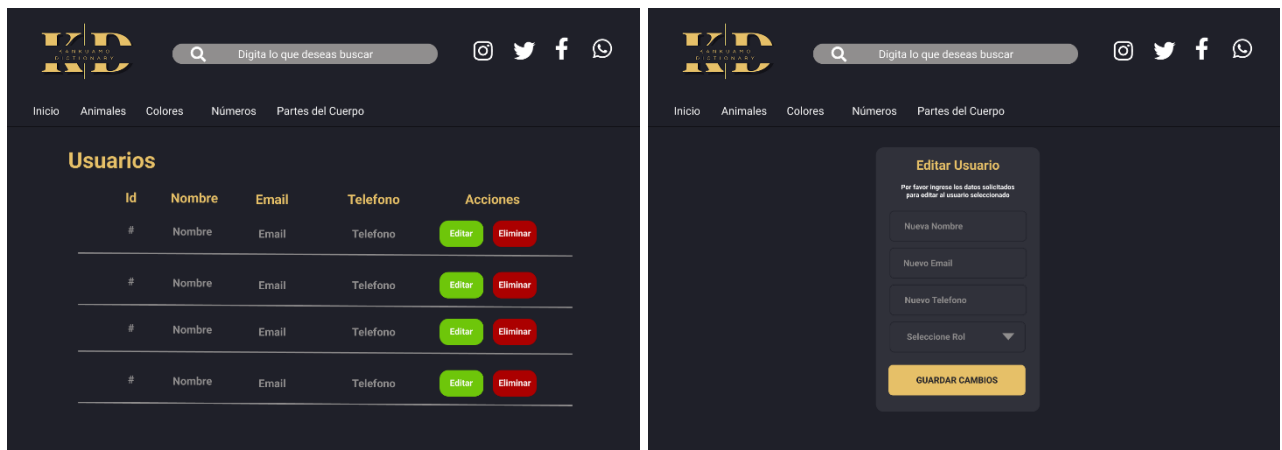 KD
KANKUAMO
DICTIONARY
Digita lo que deseas buscar
Inicio Animales Colores Números Partes del Cuerpo
Usuarios
Id Nombre Email Telefono Acciones
# Nombre Email Telefono Editar Eliminar
# Nombre Email Telefono Editar Eliminar
# Nombre Email Telefono Editar Eliminar
# Nombre Email Telefono Editar Eliminar
KD
KANKUAMO
DICTIONARY
Digita lo que deseas buscar
Inicio Animales Colores Números Partes del Cuerpo
Editar Usuario
Por favor ingrese los datos solicitados
para editar al usuario seleccionado
Nueva Nombre
Nuevo Email
Nuevo Telefono
Seleccione Rol
GUARDAR CAMBIOS